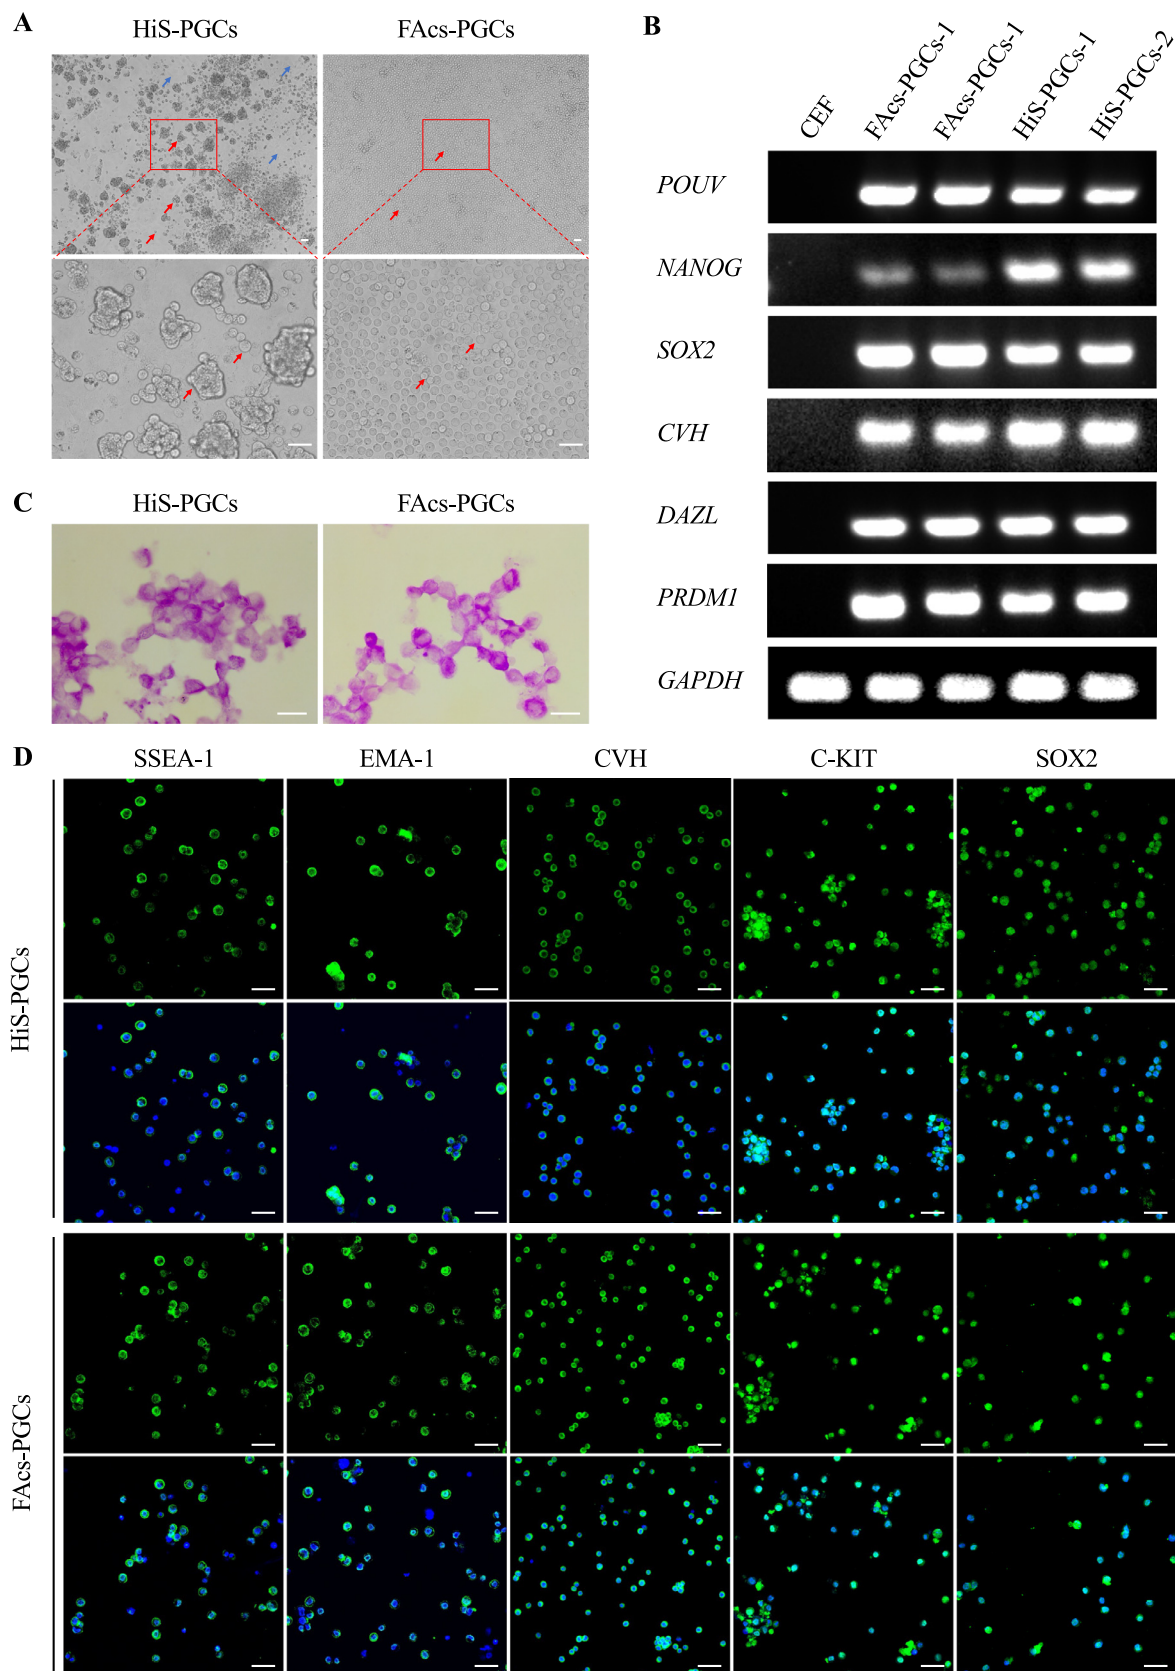 A
HiS-PGCs
FAcs-PGCs
B
CEF
FAcs-PGCs-1
FAcs-PGCs-1
HiS-PGCs-1
HiS-PGCs-2
POUV
NANOG
SOX2
CVH
DAZL
PRDM1
GAPDH
C
HiS-PGCs
FAcs-PGCs
D
SSEA-1
EMA-1
CVH
C-KIT
SOX2
HiS-PGCs
FAcs-PGCs